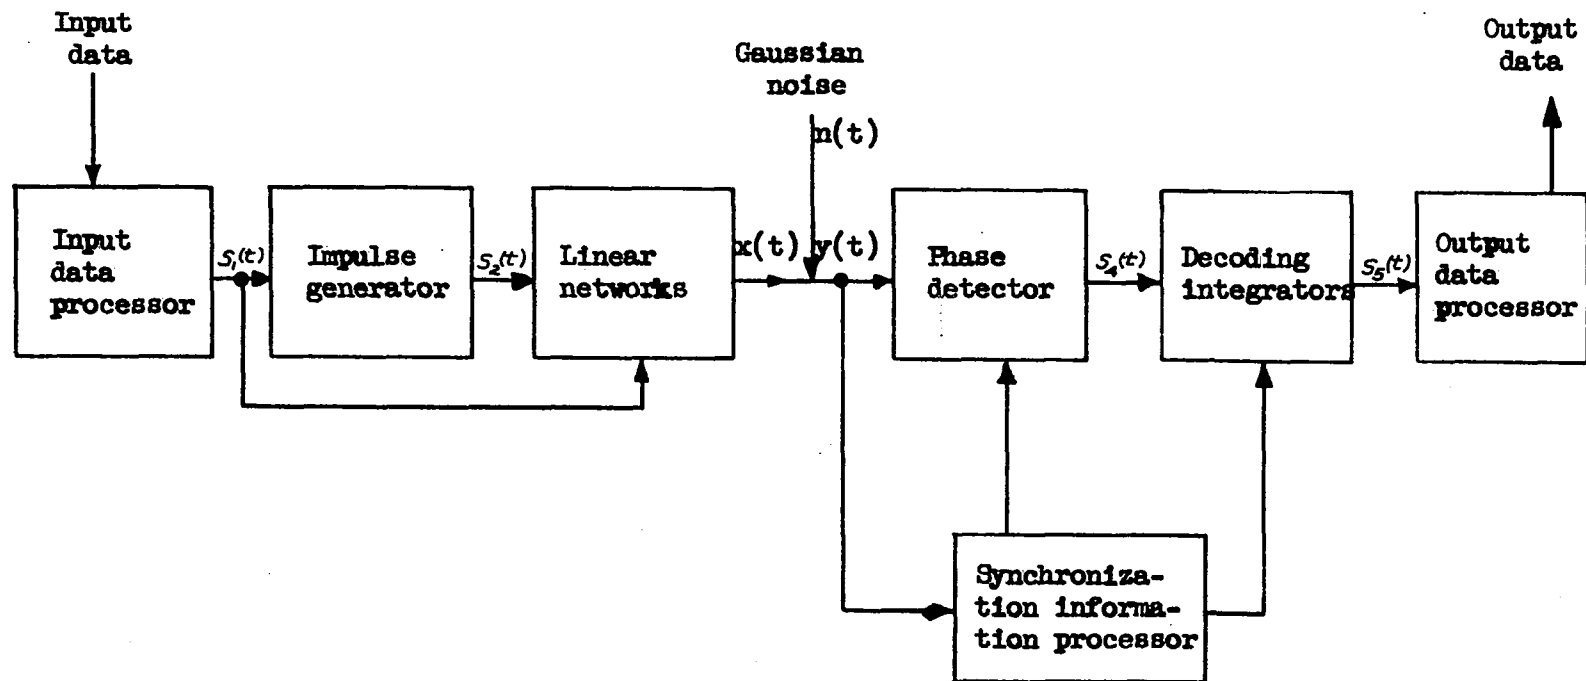 Input
data
Gaussian
noise
n(t)
Output
data
Input
data
processor
S₁(t)
Impulse
generator
S₂(t)
Linear
networks
x(t)
y(t)
Phase
detector
S₄(t)
Decoding
integrators
S₅(t)
Output
data
processor
Synchroniza-
tion informa-
tion processor